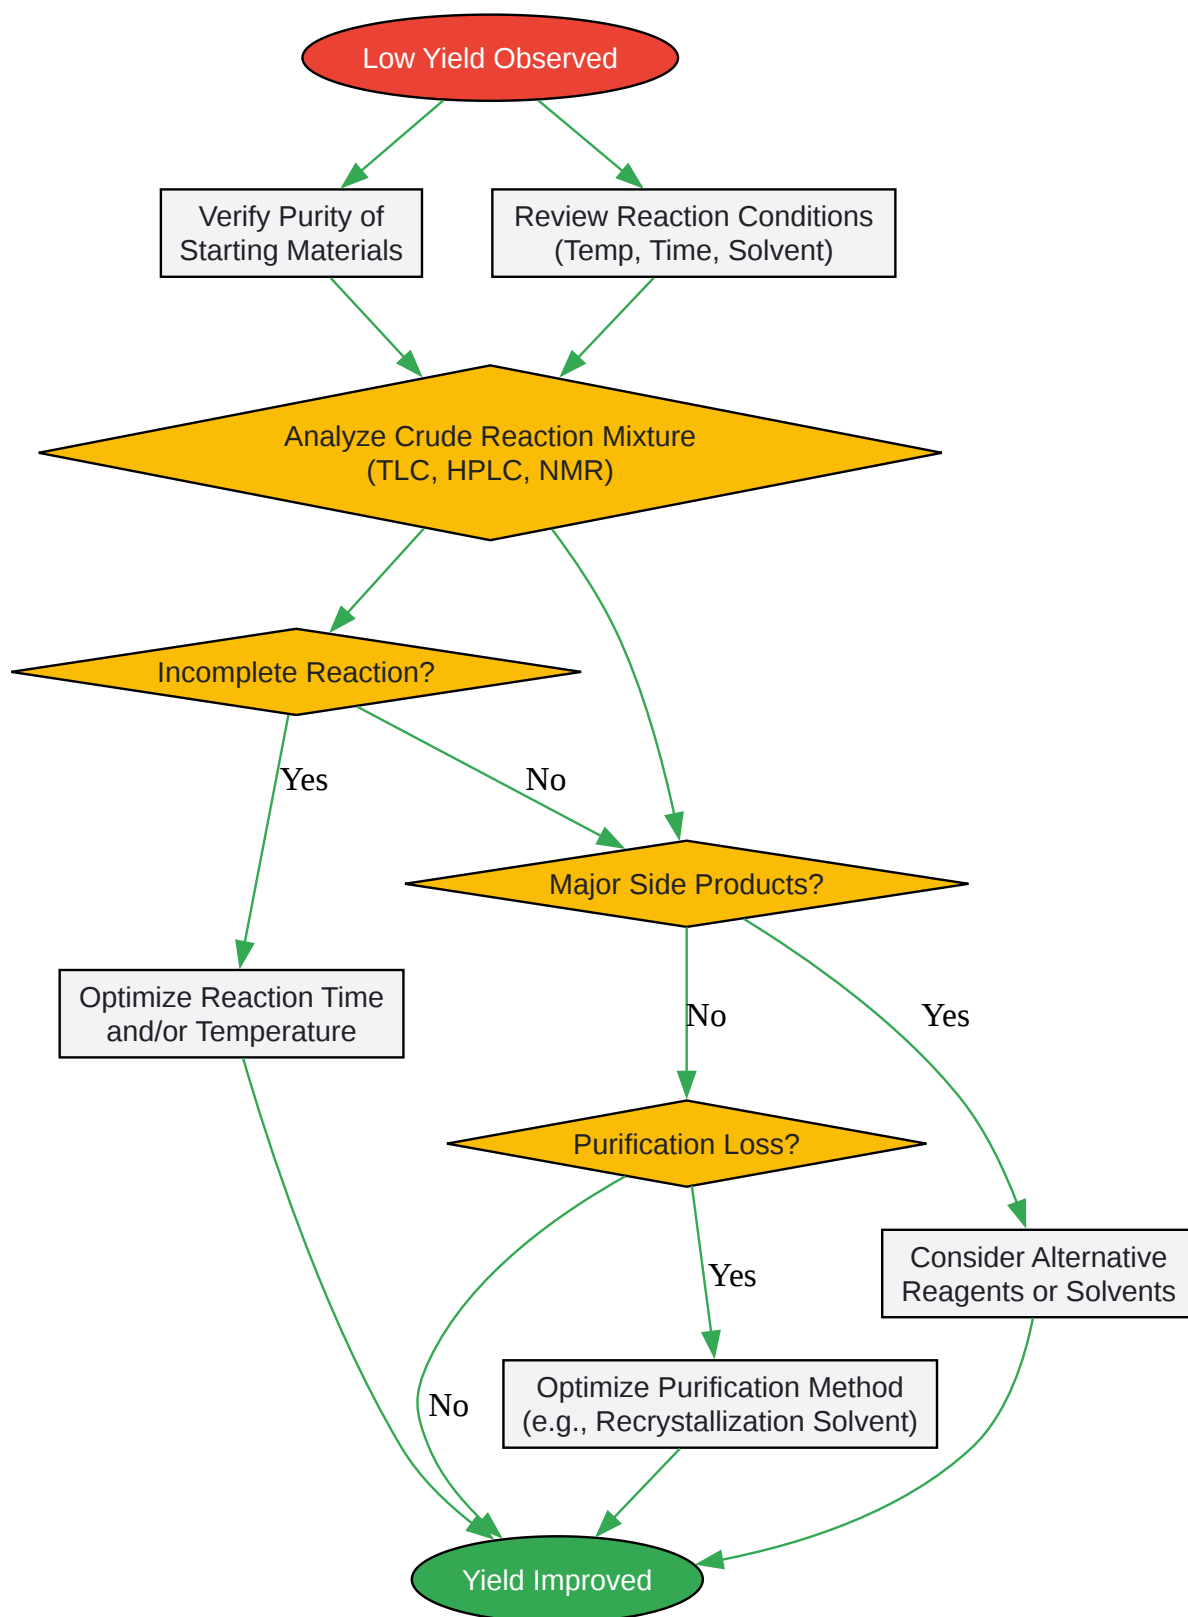 Low Yield Observed
Verify Purity of
Starting Materials
Review Reaction Conditions
(Temp, Time, Solvent)
Analyze Crude Reaction Mixture
(TLC, HPLC, NMR)
Incomplete Reaction?
Yes
No
Major Side Products?
Optimize Reaction Time
and/or Temperature
No
Yes
Purification Loss?
Consider Alternative
Reagents or Solvents
Yes
Optimize Purification Method
(e.g., Recrystallization Solvent)
No
Yield Improved